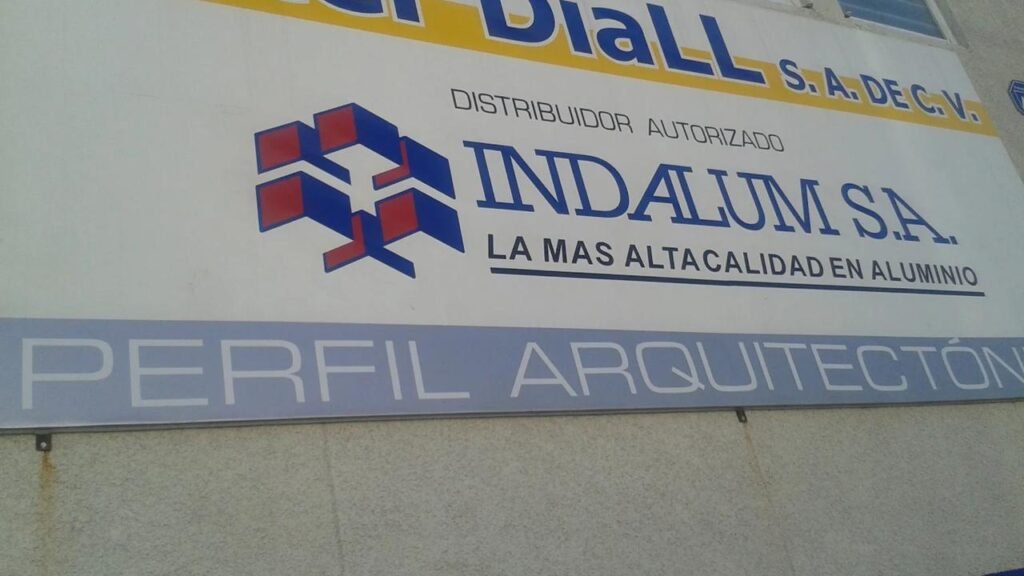 DiaLL S. A. DE C. V.
DISTRIBUIDOR AUTORIZADO
INDALUM S.A.
LA MAS ALTACALIDAD EN ALUMINIO
PERFIL ARQUITECTÓN